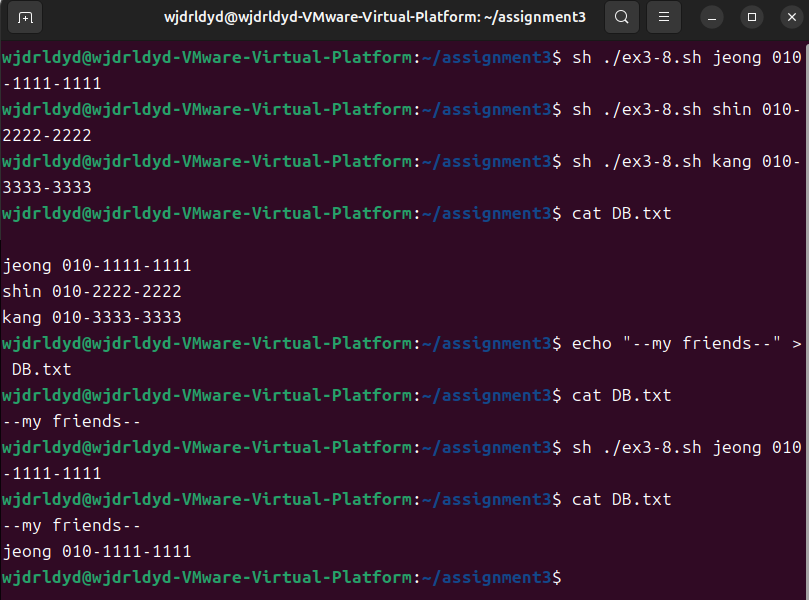 wjdrldyd@wjdrldyd-VMware-Virtual-Platform: ~/assignment3
wjdrldyd@wjdrldyd-VMware-Virtual-Platform:~/assignment3$ sh ./ex3-8.sh jeong 010
-1111-1111
wjdrldyd@wjdrldyd-VMware-Virtual-Platform:~/assignment3$ sh ./ex3-8.sh shin 010-
2222-2222
wjdrldyd@wjdrldyd-VMware-Virtual-Platform:~/assignment3$ sh ./ex3-8.sh kang 010-
3333-3333
wjdrldyd@wjdrldyd-VMware-Virtual-Platform:~/assignment3$ cat DB.txt

jeong 010-1111-1111
shin 010-2222-2222
kang 010-3333-3333
wjdrldyd@wjdrldyd-VMware-Virtual-Platform:~/assignment3$ echo "--my friends--" >
 DB.txt
wjdrldyd@wjdrldyd-VMware-Virtual-Platform:~/assignment3$ cat DB.txt
--my friends--
wjdrldyd@wjdrldyd-VMware-Virtual-Platform:~/assignment3$ sh ./ex3-8.sh jeong 010
-1111-1111
wjdrldyd@wjdrldyd-VMware-Virtual-Platform:~/assignment3$ cat DB.txt
--my friends--
jeong 010-1111-1111
wjdrldyd@wjdrldyd-VMware-Virtual-Platform:~/assignment3$